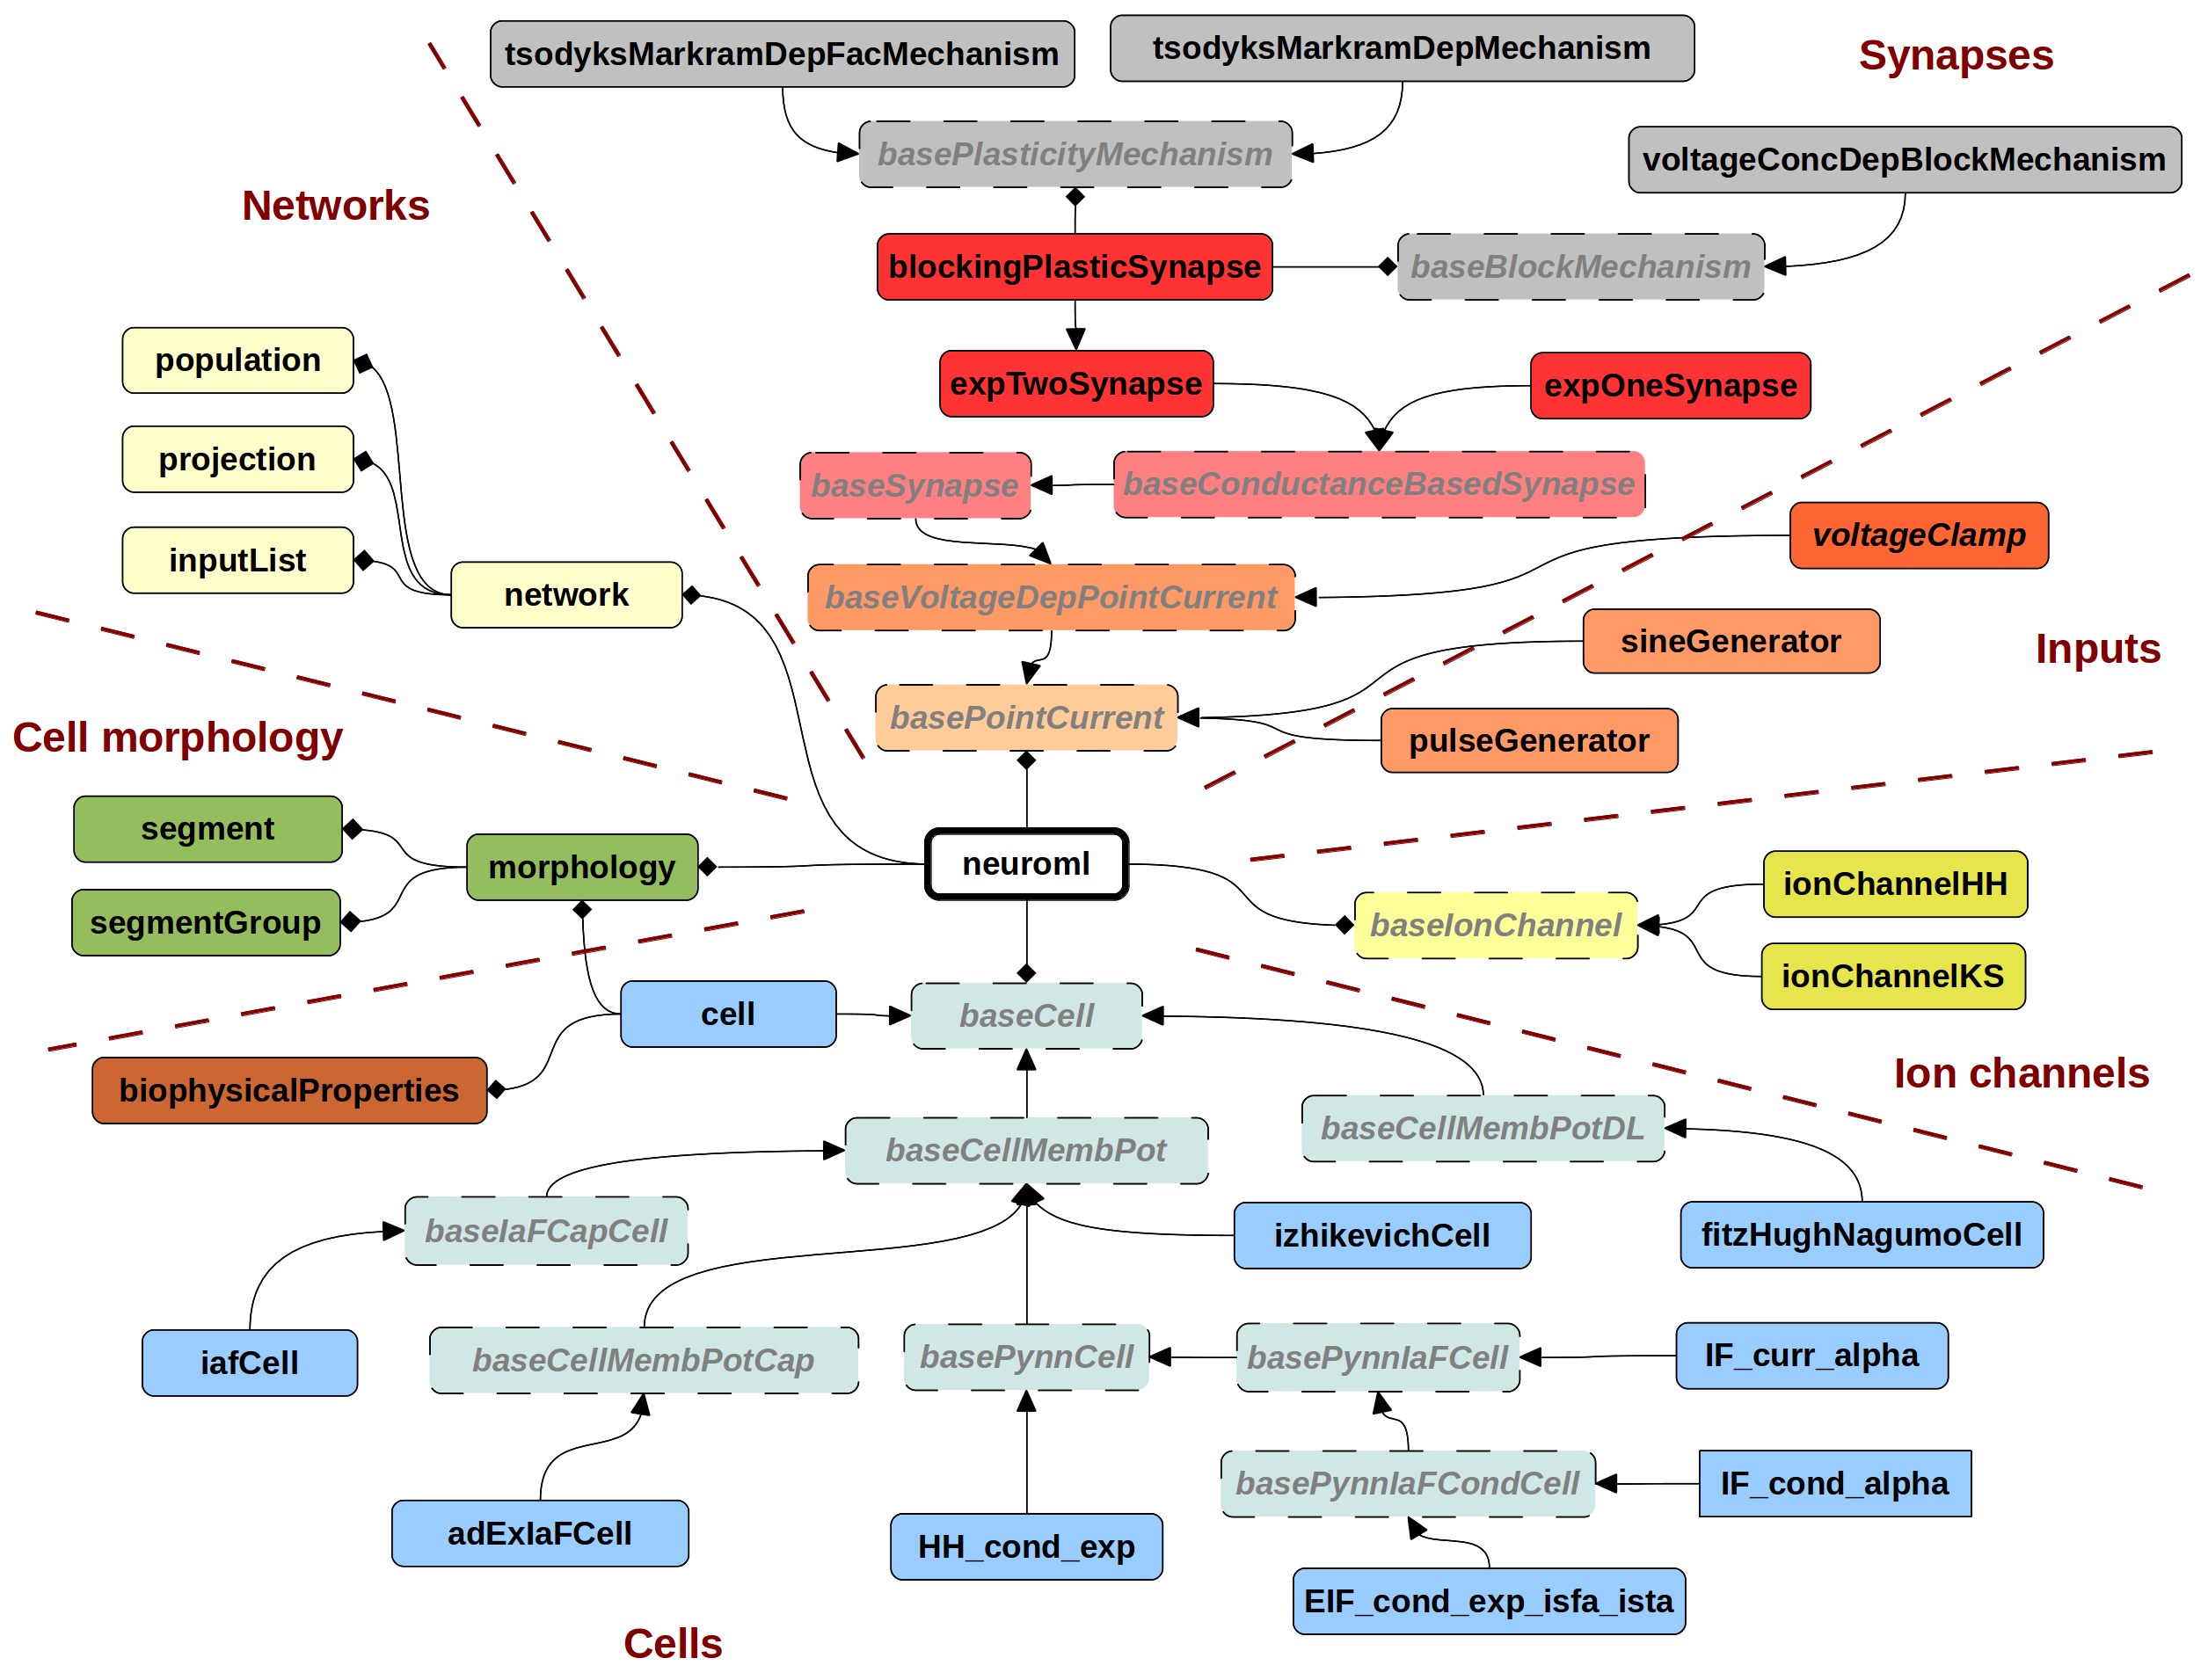 tsodyksMarkramDepFacMechanism
tsodyksMarkramDepMechanism
Synapses
basePlasticityMechanism
voltageConcDepBlockMechanism
Networks
blockingPlasticSynapse
baseBlockMechanism
population
expTwoSynapse
expOneSynapse
projection
baseSynapse
baseConductanceBasedSynapse
inputList
voltageClamp
network
baseVoltageDepPointCurrent
sineGenerator
Inputs
Cell morphology
basePointCurrent
pulseGenerator
segment
morphology
neuroml
ionChannelHH
segmentGroup
baseIonChannel
ionChannelKS
cell
baseCell
biophysicalProperties
Ion channels
baseCellMembPot
baseCellMembPotDL
baseIaFCapCell
izhikevichCell
fitzHughNagumoCell
iafCell
baseCellMembPotCap
basePynnCell
basePynnIaFCell
IF_curr_alpha
basePynnIaFCondCell
IF_cond_alpha
adExIaFCell
HH_cond_exp
EIF_cond_exp_isfa_ista
Cells